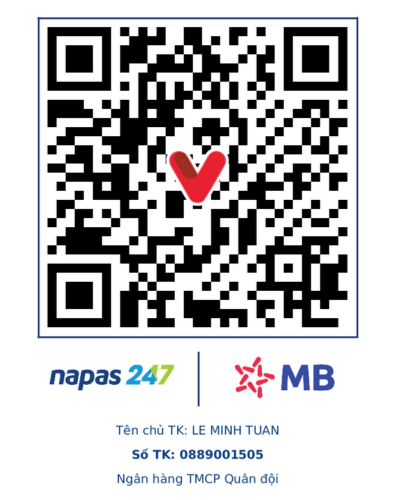 napas 247
MB
Tên chủ TK: LE MINH TUAN
Số TK: 0889001505
Ngân hàng TMCP Quân đội